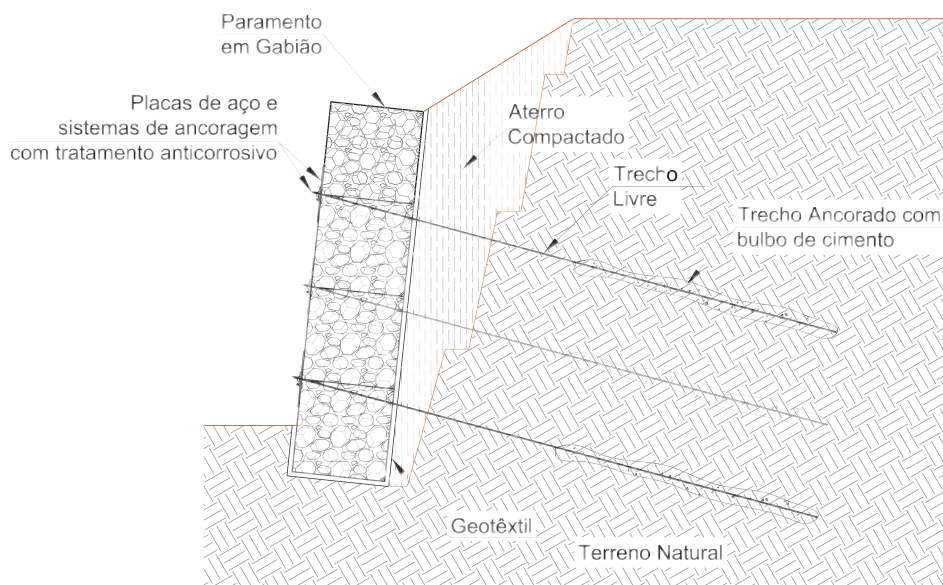 Paramento
em Gabião
Placas de aço e
sistemas de ancoragem
com tratamento anticorrosivo
Aterro
Compactado
Trecho
Livre
Trecho Ancorado com
bulbo de cimento
Geotêxtil
Terreno Natural